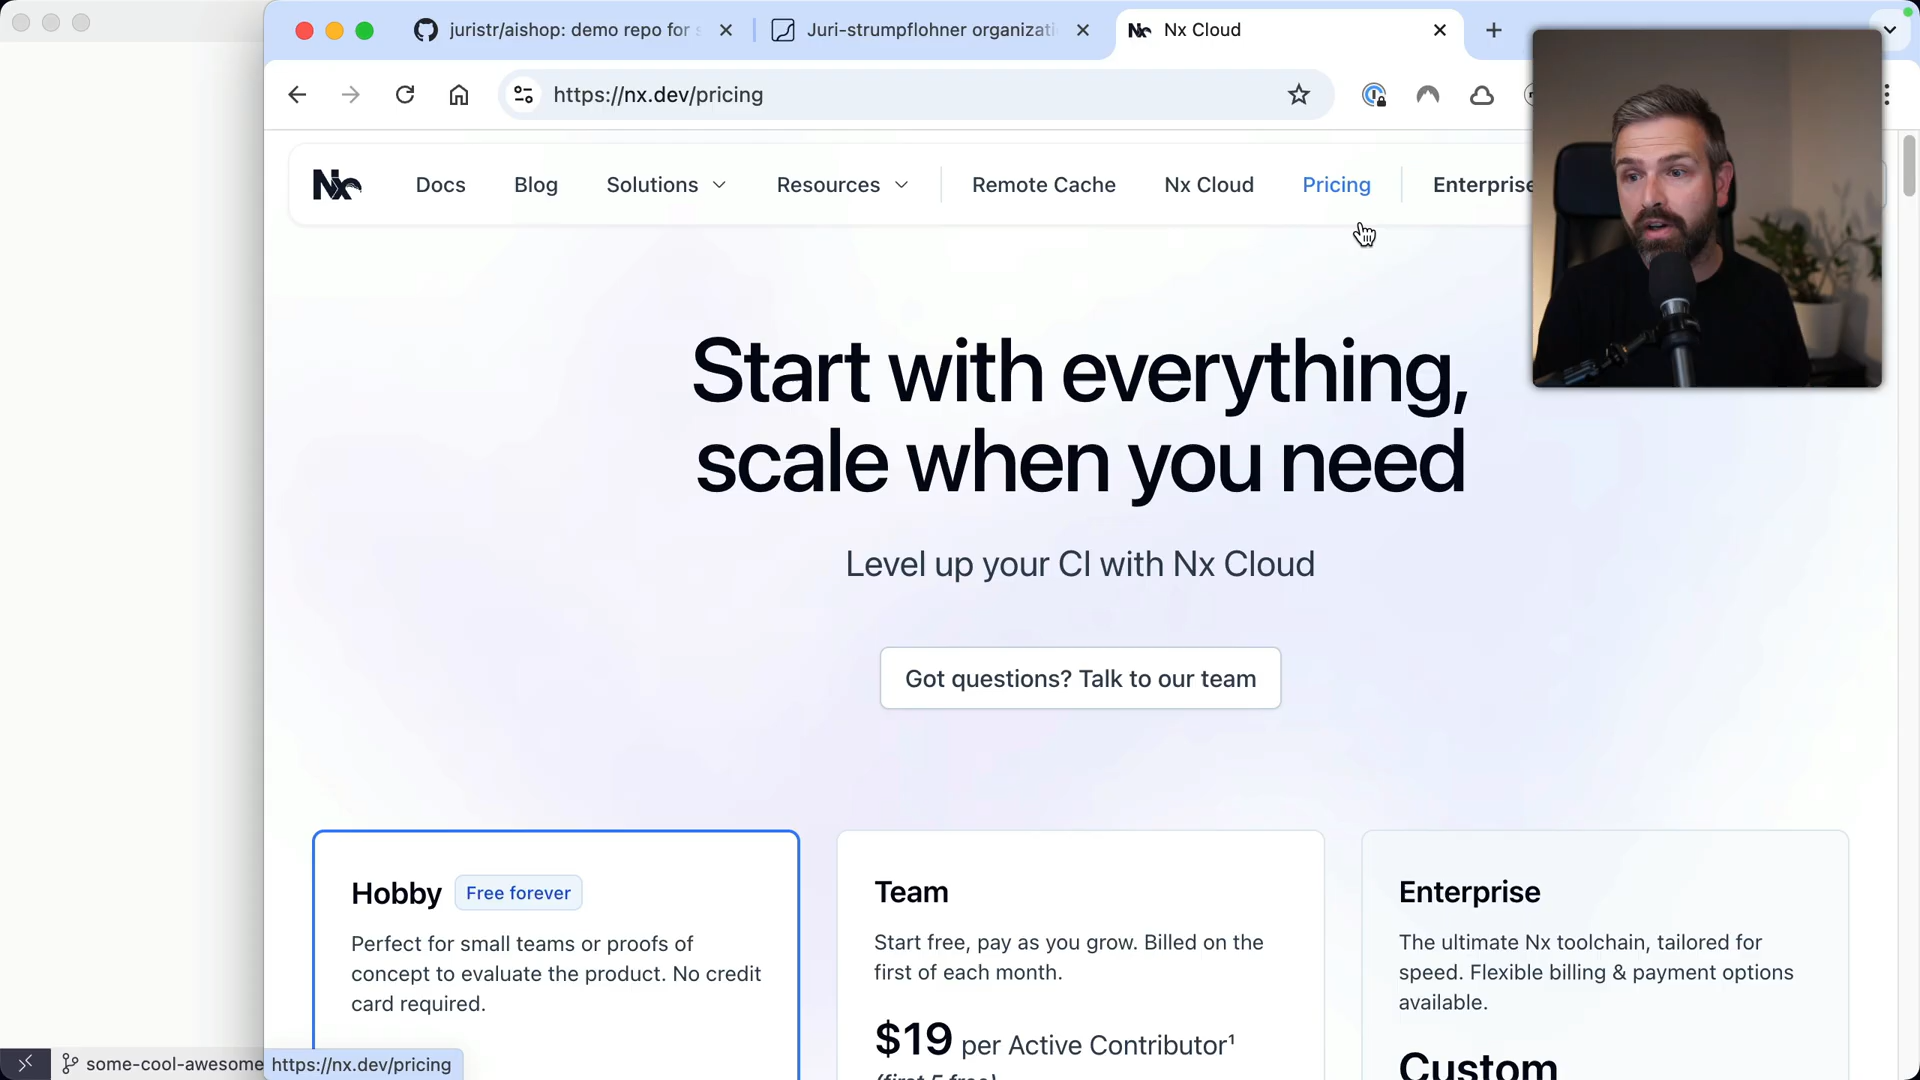 juristr/aishop: demo repo for
Juri-strumpflohner organizati
Nx Cloud
https://nx.dev/pricing
Nx
Docs
Blog
Solutions
Resources
Remote Cache
Nx Cloud
Pricing
Enterprise
Start with everything,
scale when you need
Level up your CI with Nx Cloud
Got questions? Talk to our team
Hobby
Free forever
Perfect for small teams or proofs of
concept to evaluate the product. No credit
card required.
Team
Start free, pay as you grow. Billed on the
first of each month.
$19 per Active Contributor¹
(first 5 free)
Enterprise
The ultimate Nx toolchain, tailored for
speed. Flexible billing & payment options
available.
Custom
some-cool-awesome
https://nx.dev/pricing